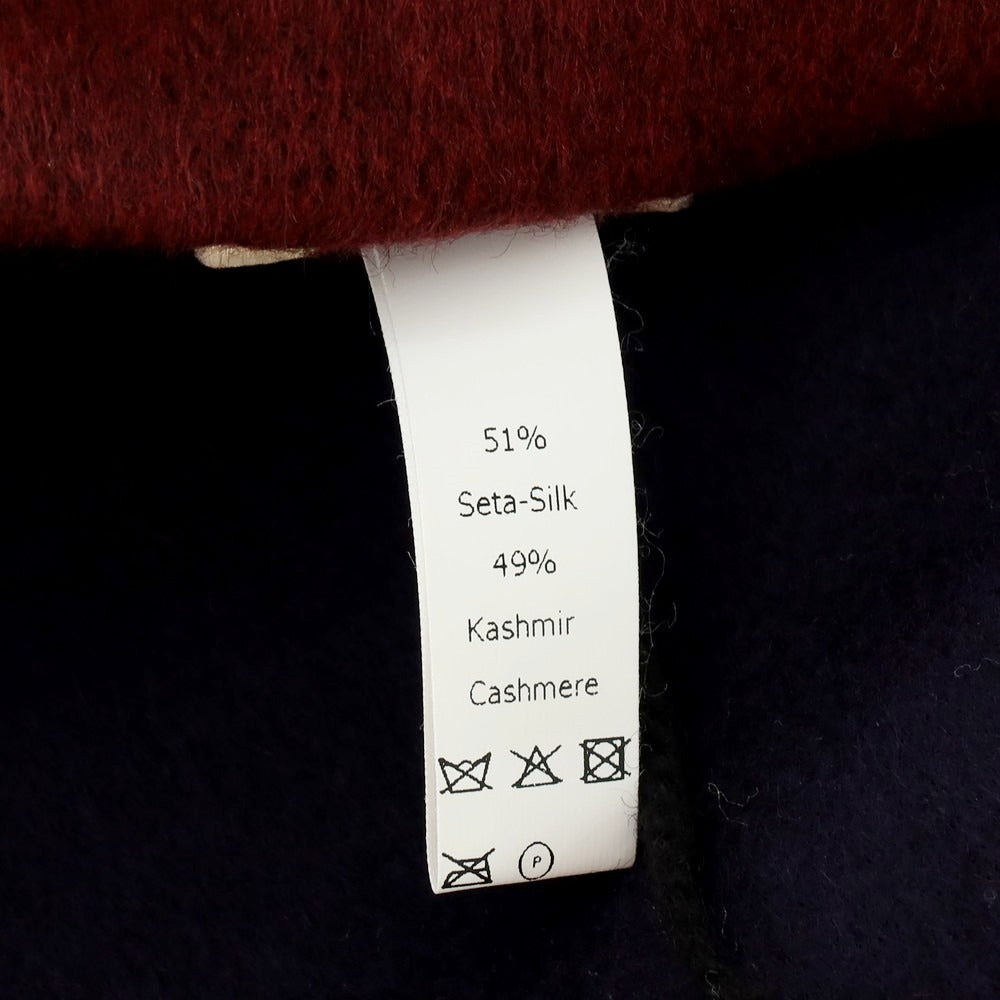 51%
Seta-Silk
49%
Kashmir
Cashmere
P